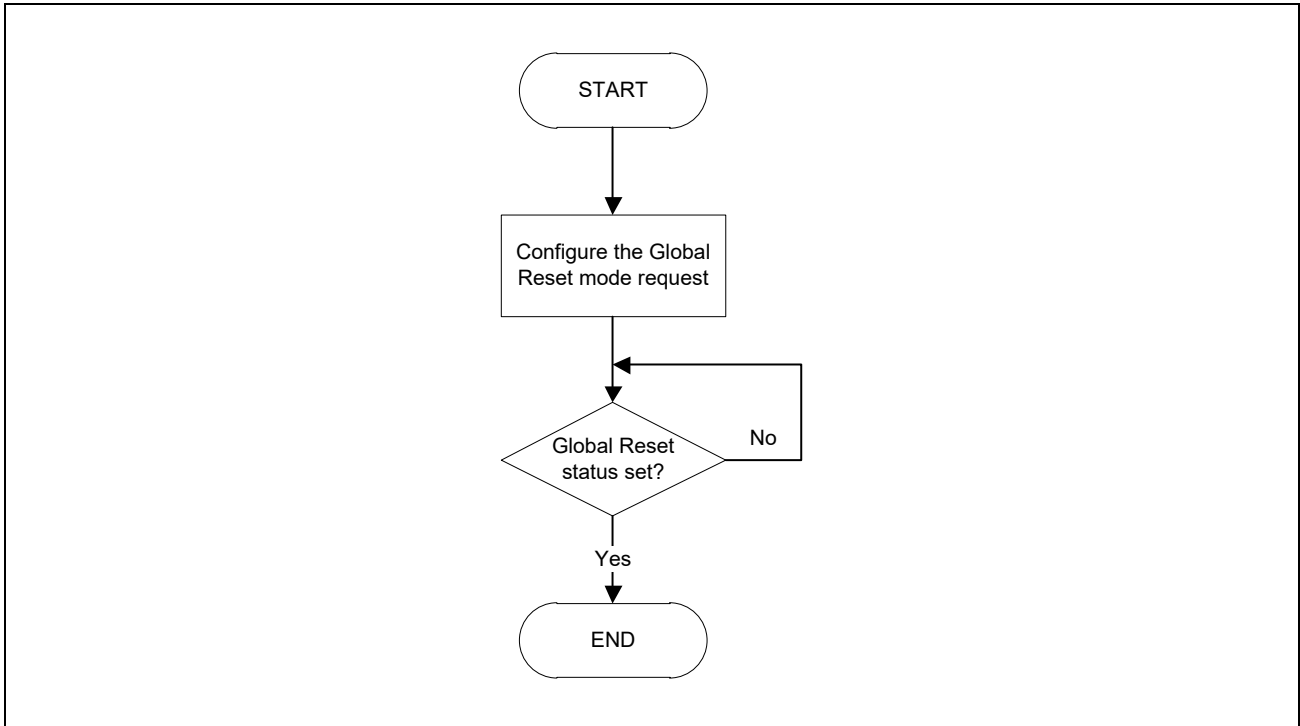 START
Configure the Global
Reset mode request
Global Reset
status set?
No
Yes
END